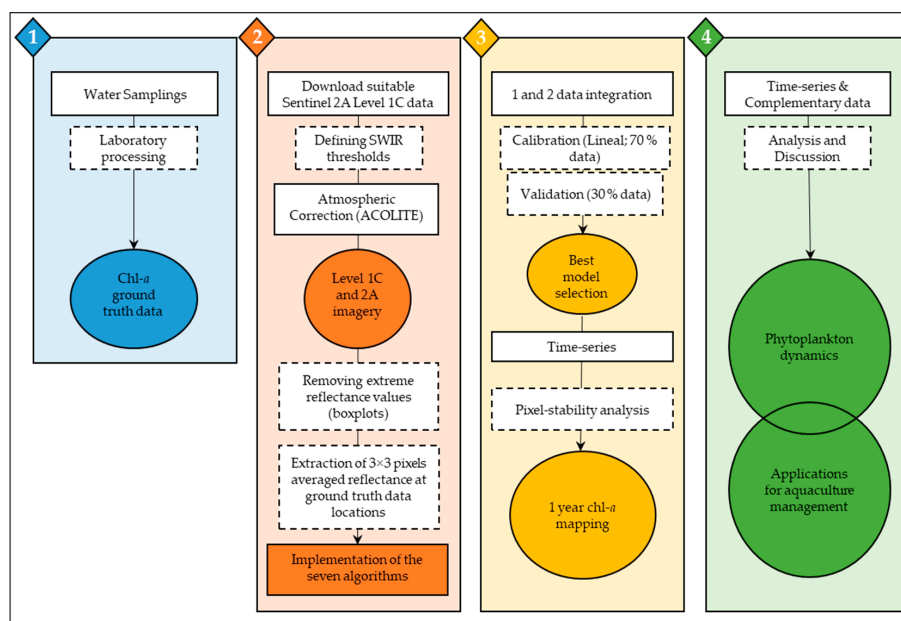 1
Water Samplings
Laboratory
processing
Chl-a
ground
truth data
2
Download suitable
Sentinel 2A Level 1C data
Defining SWIR
thresholds
Atmospheric
Correction (ACOLITE)
Level 1C
and 2A
imagery
Removing extreme
reflectance values
(boxplots)
Extraction of 3×3 pixels
averaged reflectance at
ground truth data
locations
Implementation of the
seven algorithms
3
1 and 2 data integration
Calibration (Lineal; 70 %
data)
Validation (30 % data)
Best
model
selection
Time-series
Pixel-stability analysis
1 year chl-a
mapping
4
Time-series &
Complementary data
Analysis and
Discussion
Phytoplankton
dynamics
Applications
for aquaculture
management